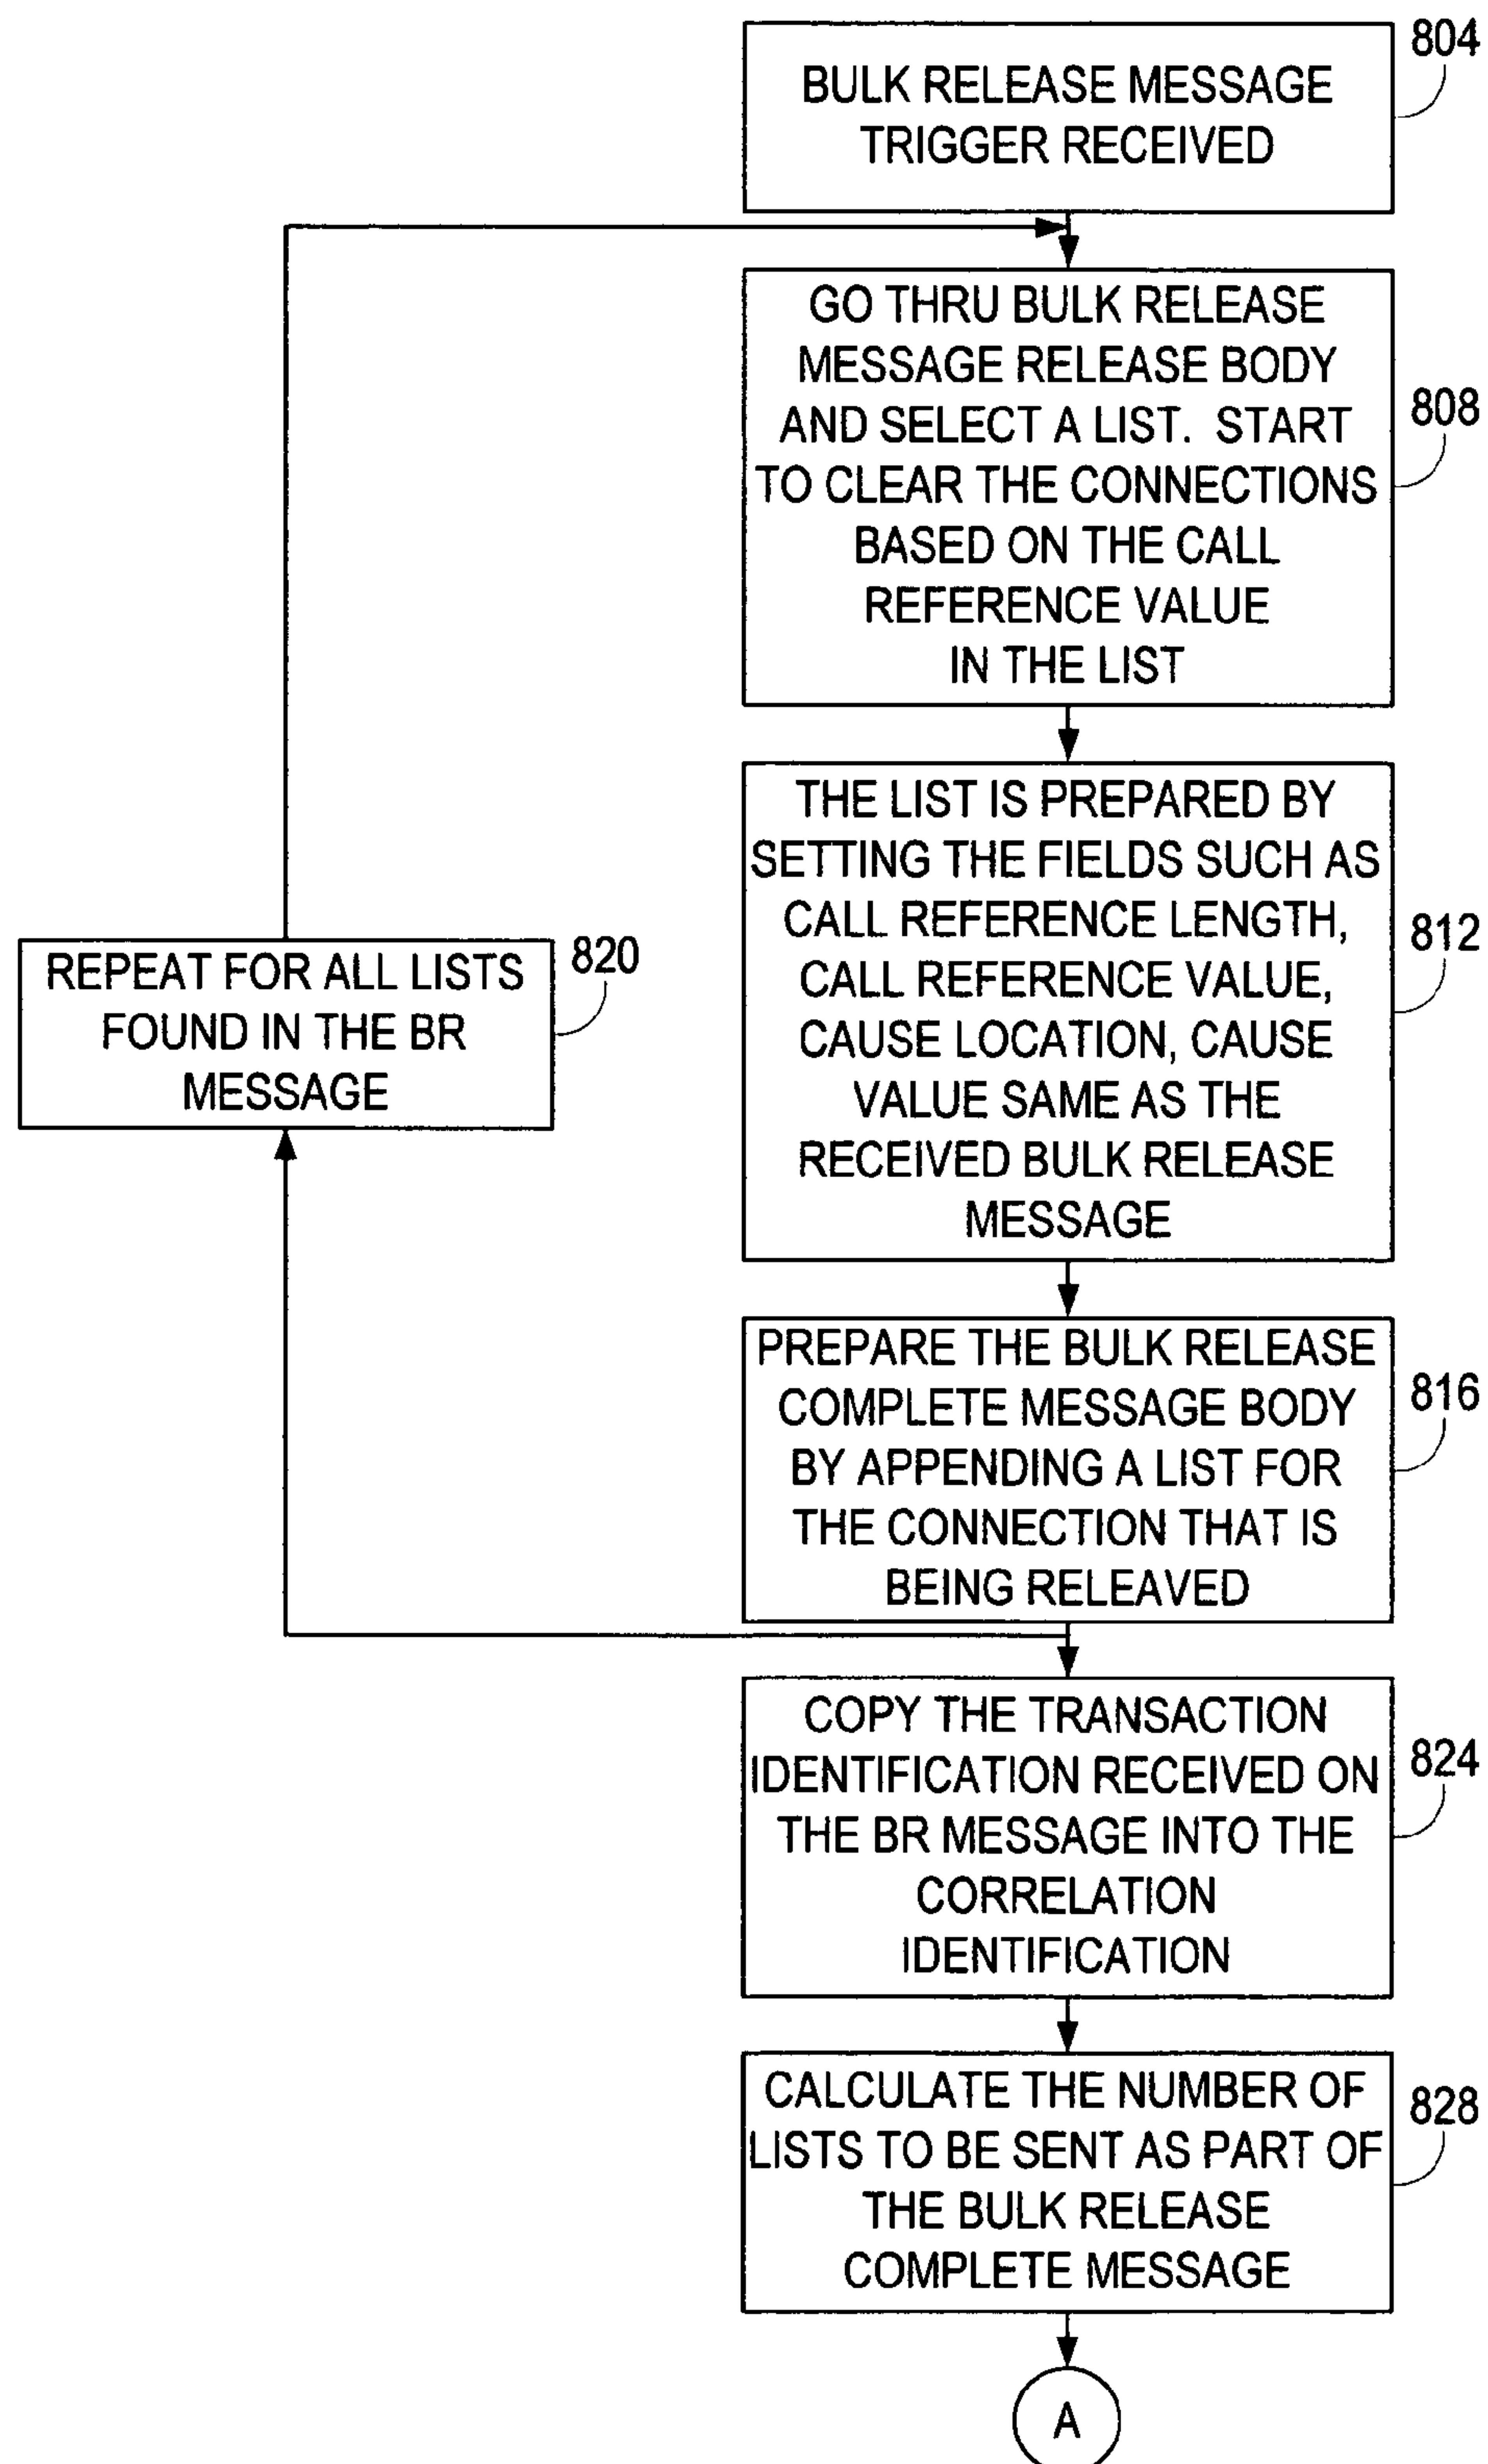 804
BULK RELEASE MESSAGE
TRIGGER RECEIVED
GO THRU BULK RELEASE
MESSAGE RELEASE BODY
AND SELECT A LIST. START
TO CLEAR THE CONNECTIONS
BASED ON THE CALL
REFERENCE VALUE
IN THE LIST
808
THE LIST IS PREPARED BY
SETTING THE FIELDS SUCH AS
CALL REFERENCE LENGTH,
CALL REFERENCE VALUE,
CAUSE LOCATION, CAUSE
VALUE SAME AS THE
RECEIVED BULK RELEASE
MESSAGE
812
REPEAT FOR ALL LISTS
FOUND IN THE BR
MESSAGE
820
PREPARE THE BULK RELEASE
COMPLETE MESSAGE BODY
BY APPENDING A LIST FOR
THE CONNECTION THAT IS
BEING RELEAVED
816
COPY THE TRANSACTION
IDENTIFICATION RECEIVED ON
THE BR MESSAGE INTO THE
CORRELATION
IDENTIFICATION
824
CALCULATE THE NUMBER OF
LISTS TO BE SENT AS PART OF
THE BULK RELEASE
COMPLETE MESSAGE
828
A